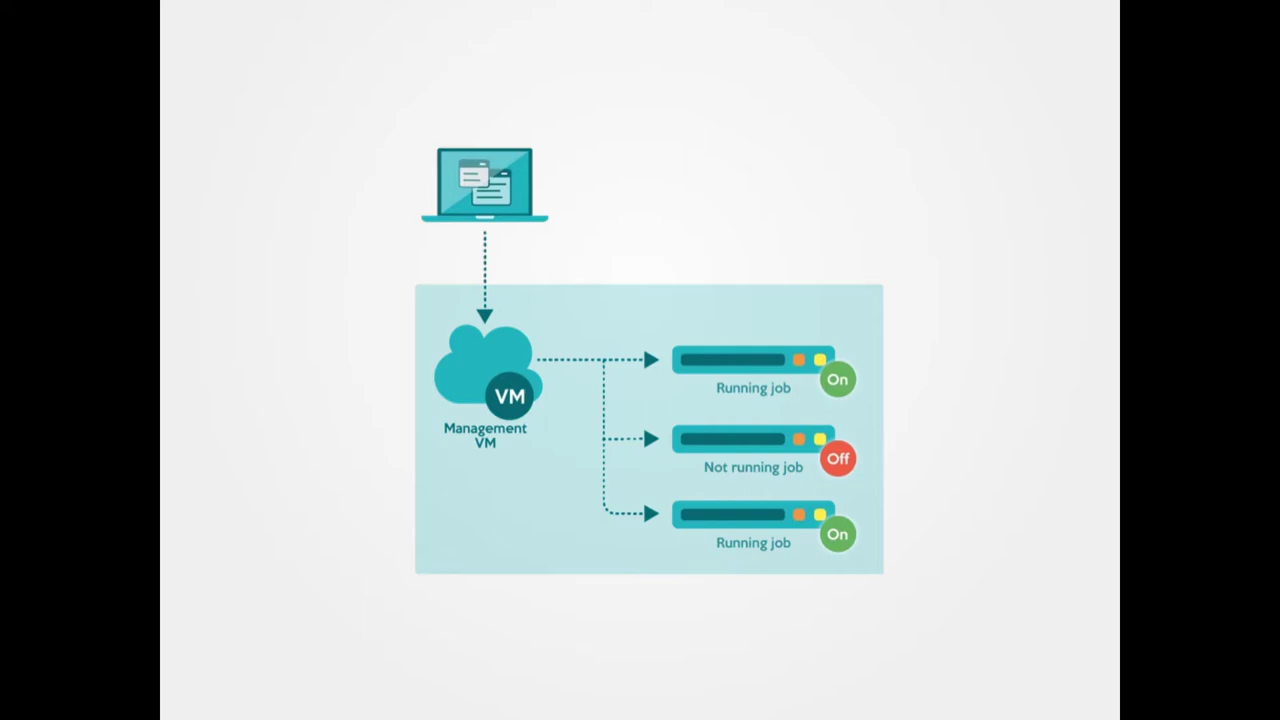 VM
Management
VM
Running job
On
Not running job
Off
Running job
On